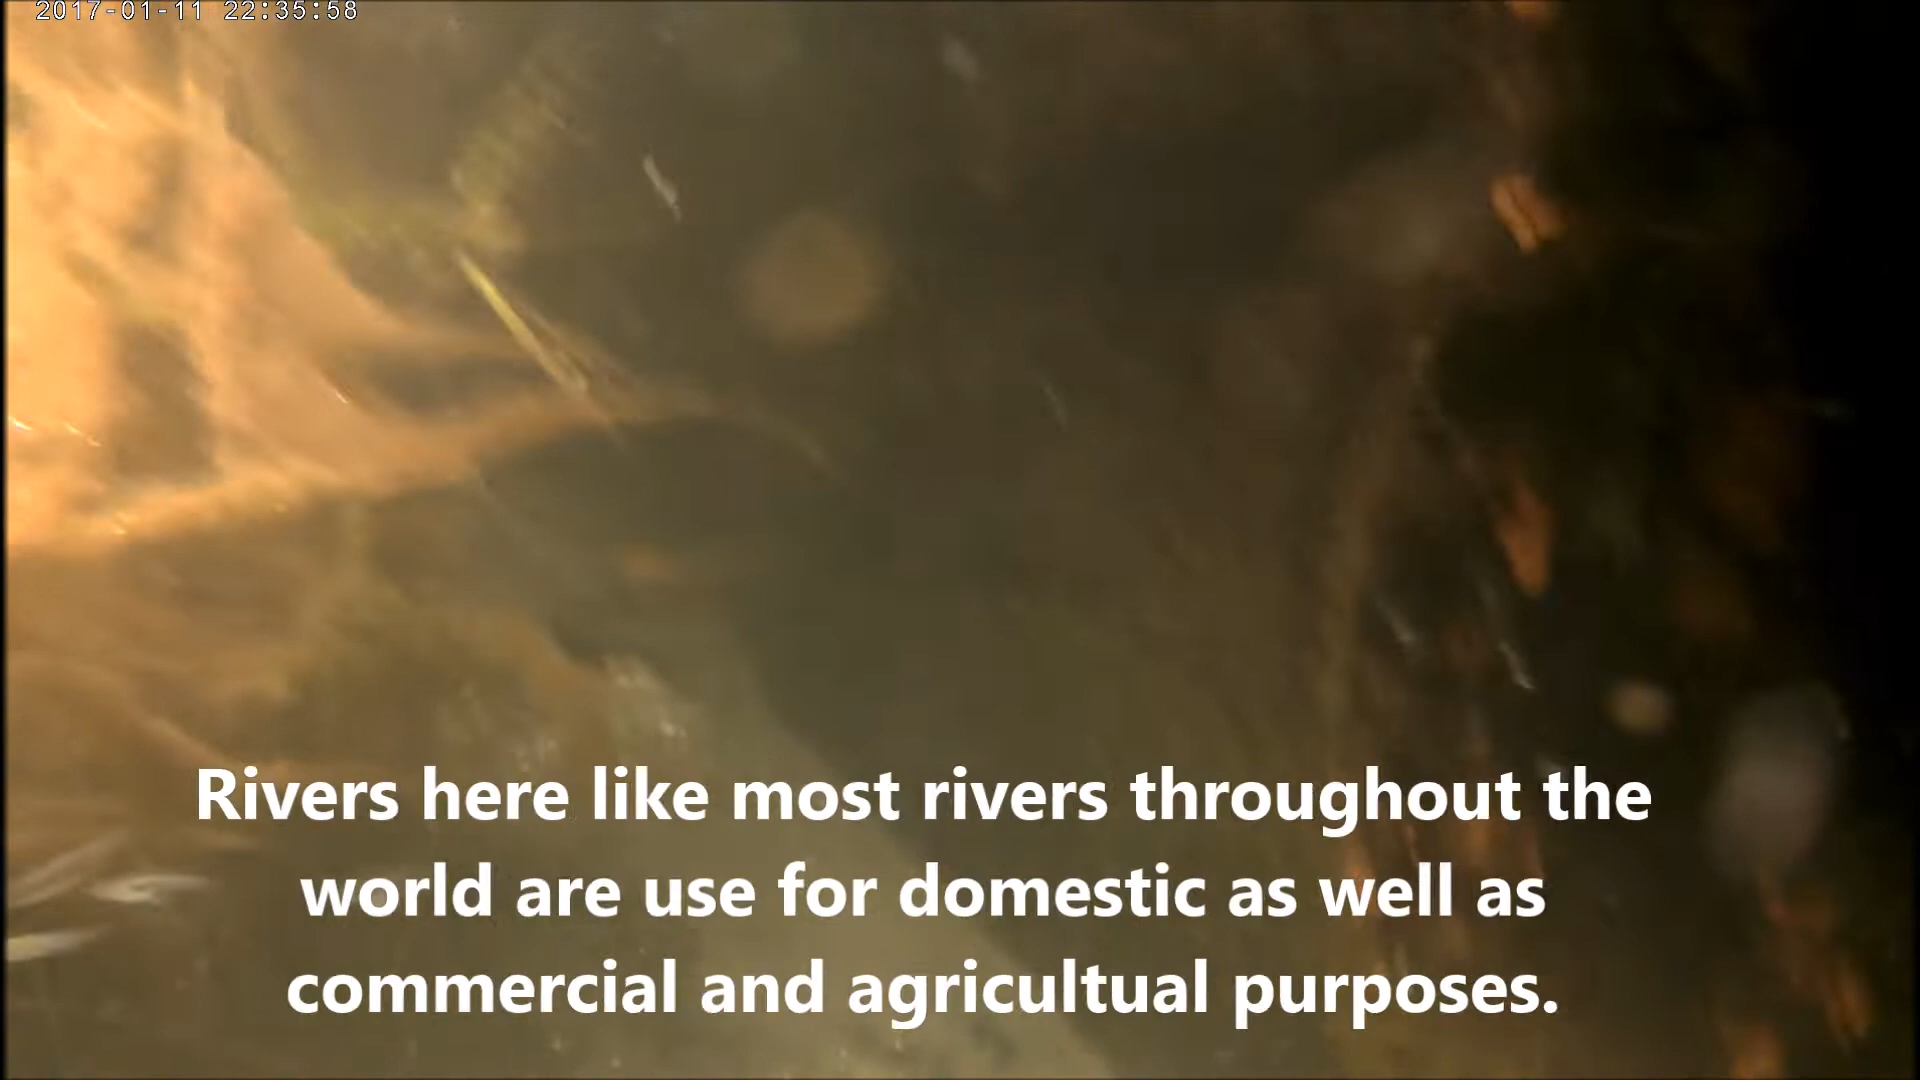 2017-01-11 22:35:58
Rivers here like most rivers throughout the
world are use for domestic as well as
commercial and agricultual purposes.